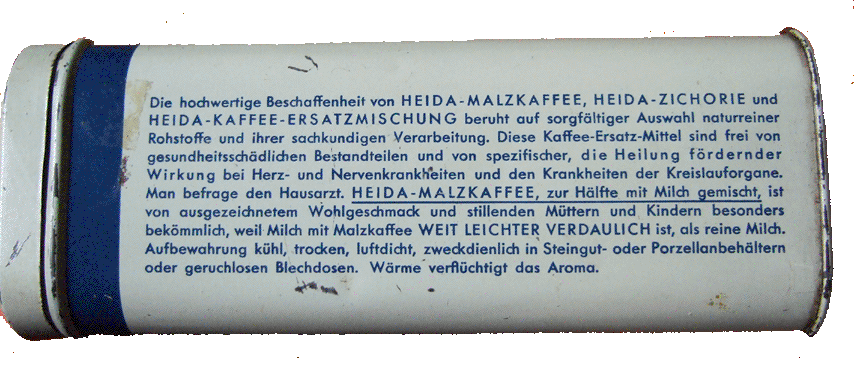 Die hochwertige Beschaffenheit von HEIDA-MALZKAFFEE, HEIDA-ZICHORIE und
HEIDA-KAFFEE-ERSATZMISCHUNG beruht auf sorgfältiger Auswahl naturreiner
Rohstoffe und ihrer sachkundigen Verarbeitung. Diese Kaffee-Ersatz-Mittel sind frei von
gesundheitsschädlichen Bestandteilen und von spezifischer, die Heilung fördernder
Wirkung bei Herz- und Nervenkrankheiten und den Krankheiten der Kreislauforgane.
Man befrage den Hausarzt. HEIDA-MALZKAFFEE, zur Hälfte mit Milch gemischt, ist
von ausgezeichnetem Wohlgeschmack und stillenden Müttern und Kindern besonders
bekömmlich, weil Milch mit Malzkaffee WEIT LEICHTER VERDAULICH ist, als reine Milch.
Aufbewahrung kühl, trocken, luftdicht, zweckdienlich in Steingut- oder Porzellanbehältern
oder geruchlosen Blechdosen. Wärme verflüchtigt das Aroma.